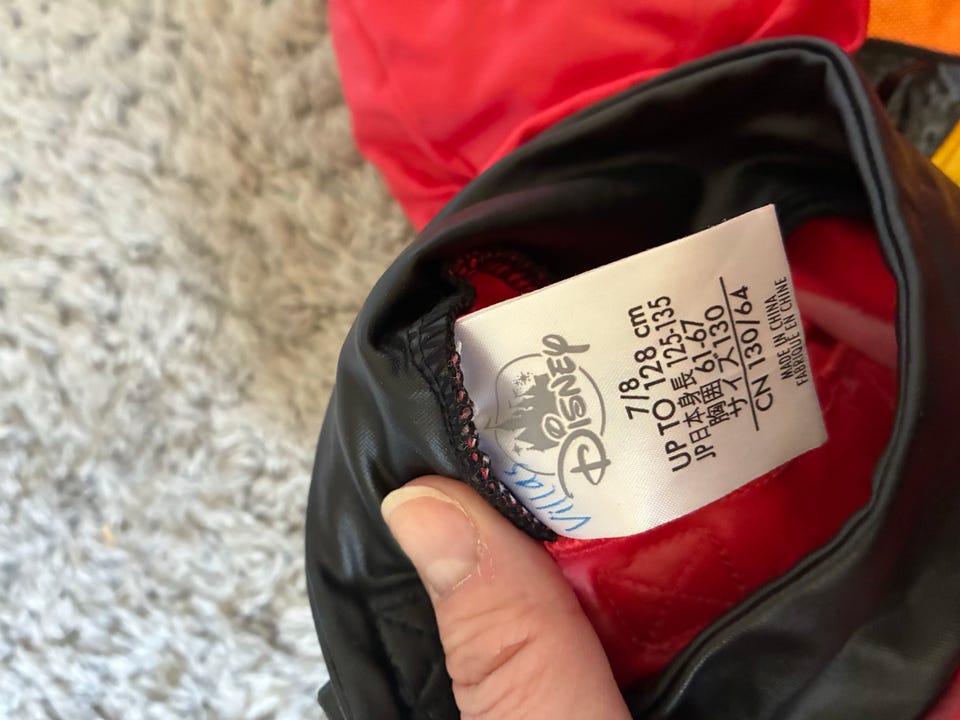 Villas
Disney
7/8
UP TO 128 cm
JP日本身長 125-135
胸囲 61-67
サイズ130
CN 130/64
MADE IN CHINA
FABRIQUÉ EN CHINE